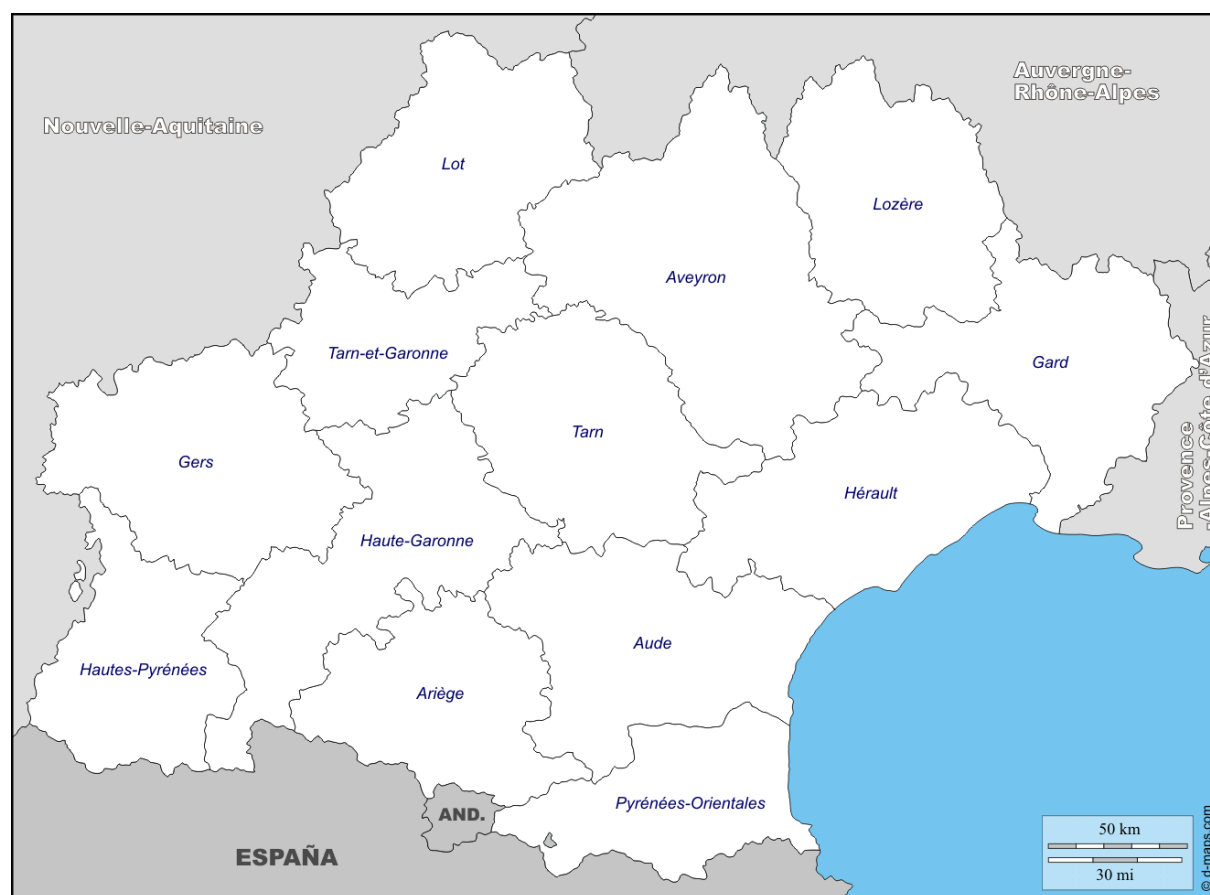 Auvergne-
Rhône-Alpes
Nouvelle-Aquitaine
Lot
Lozère
Aveyron
Tarn-et-Garonne
Gard
Tarn
Gers
Hérault
Provence
-Alpes-Côte d'Azur
Haute-Garonne
Aude
Hautes-Pyrénées
Ariège
Pyrénées-Orientales
AND.
ESPAÑA
50 km
30 mi
© d-maps.com